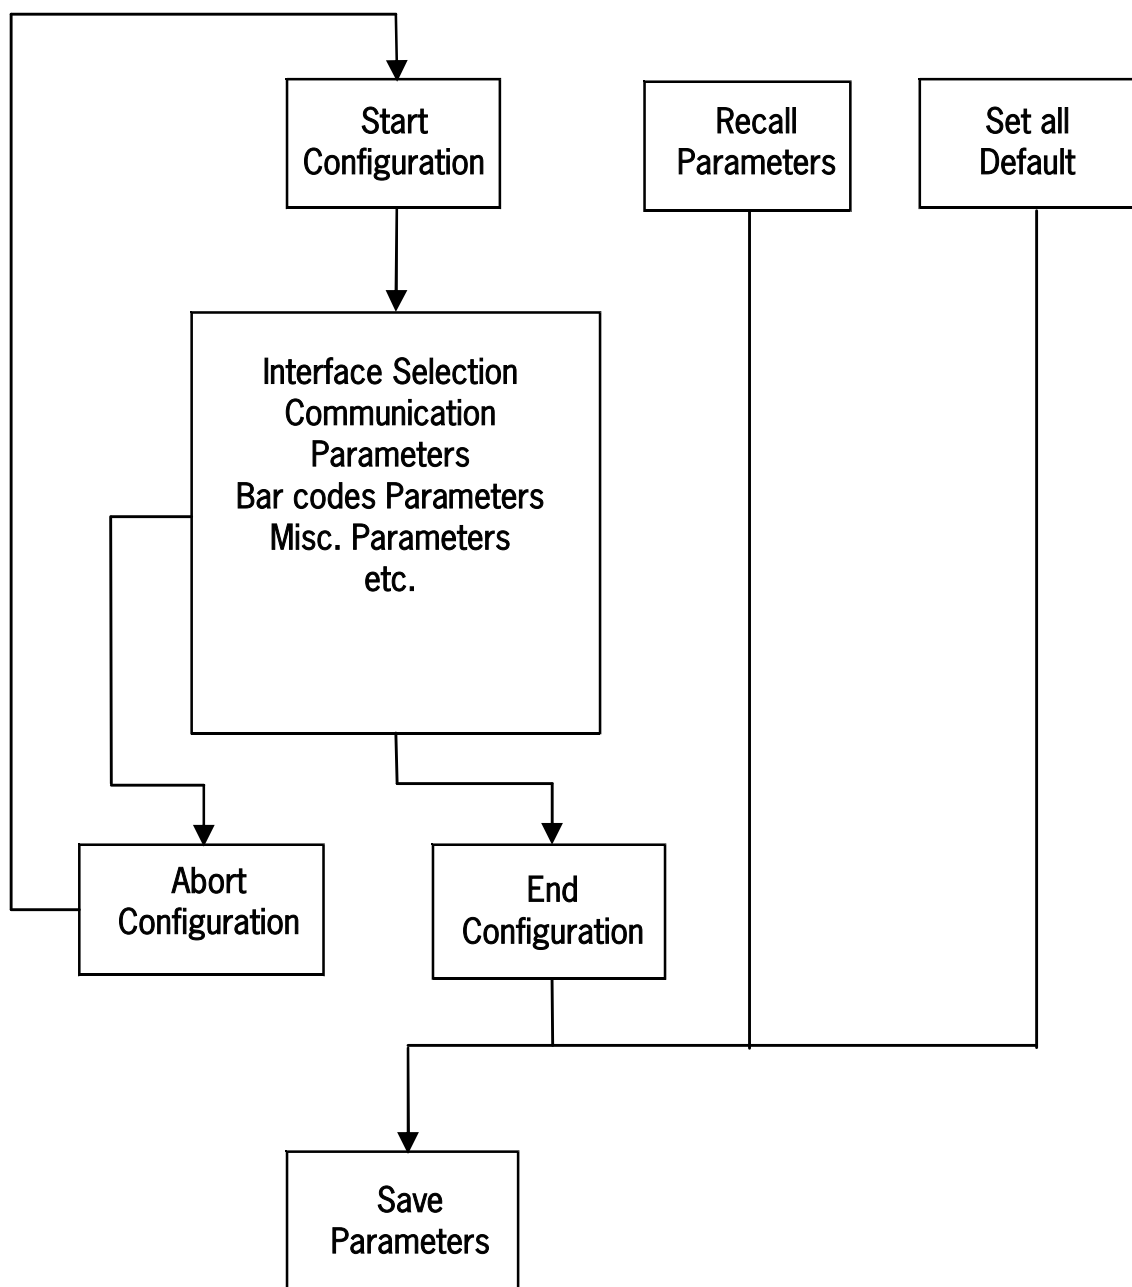 Start
Configuration
Recall
Parameters
Set all
Default
Interface Selection
Communication
Parameters
Bar codes Parameters
Misc. Parameters
etc.
Abort
Configuration
End
Configuration
Save
Parameters